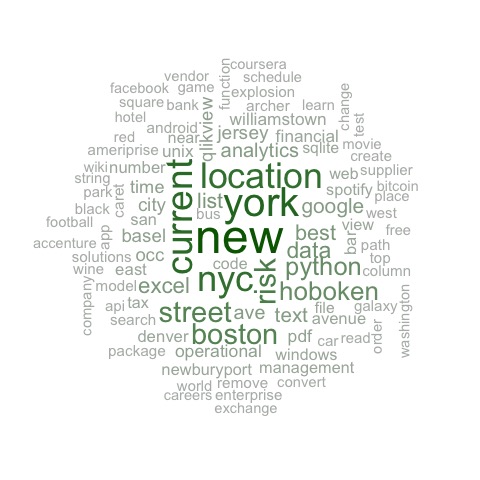 coursera
vendor
schedule
facebook
game
function
explosion
square
bank
archer
learn
change
hotel
williamstown
android
qlikview
jersey
financial
test
red
near
movie
ameriprise
unix
analytics
sqlite
create
wiki
number
current
location
web
supplier
string
time
list
york
google
spotify
bitcoin
park
caret
place
black
city
san
bus
new
best
view
west
football
app
basel
data
bar
free
accenture
path
solutions
occ
code
risk
python
top
wine
east
nyc
column
company
model
excel
hoboken
api
tax
street
ave
text
file
galaxy
washington
search
avenue
order
denver
boston
pdf
car
read
package
operational
windows
newburyport
management
world
remove
convert
careers
enterprise
exchange